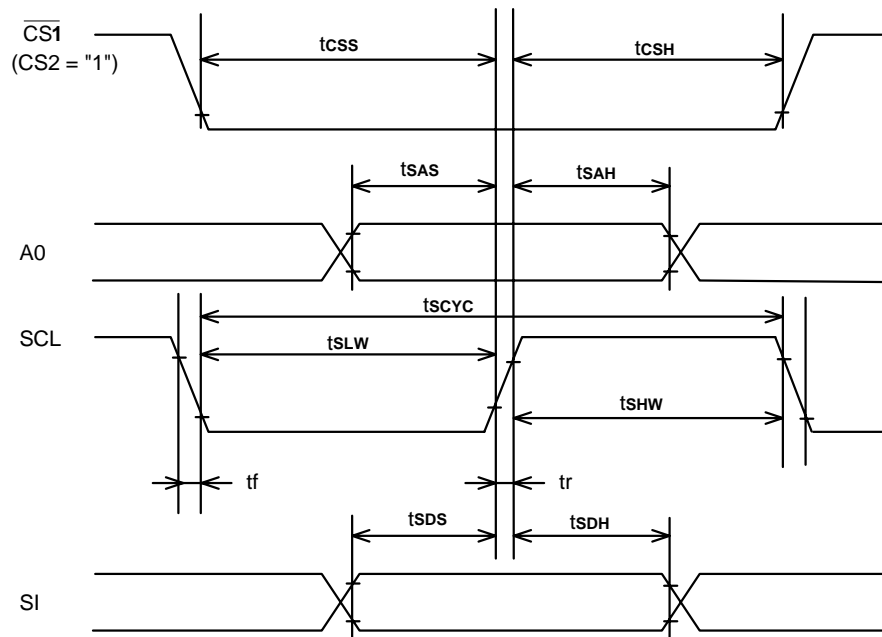 CS1
(CS2 = "1")
tCSS
tCSH
tSAS
tSAH
A0
tSCYC
SCL
tSLW
tSHW
tf
tr
tSDS
tSDH
SI